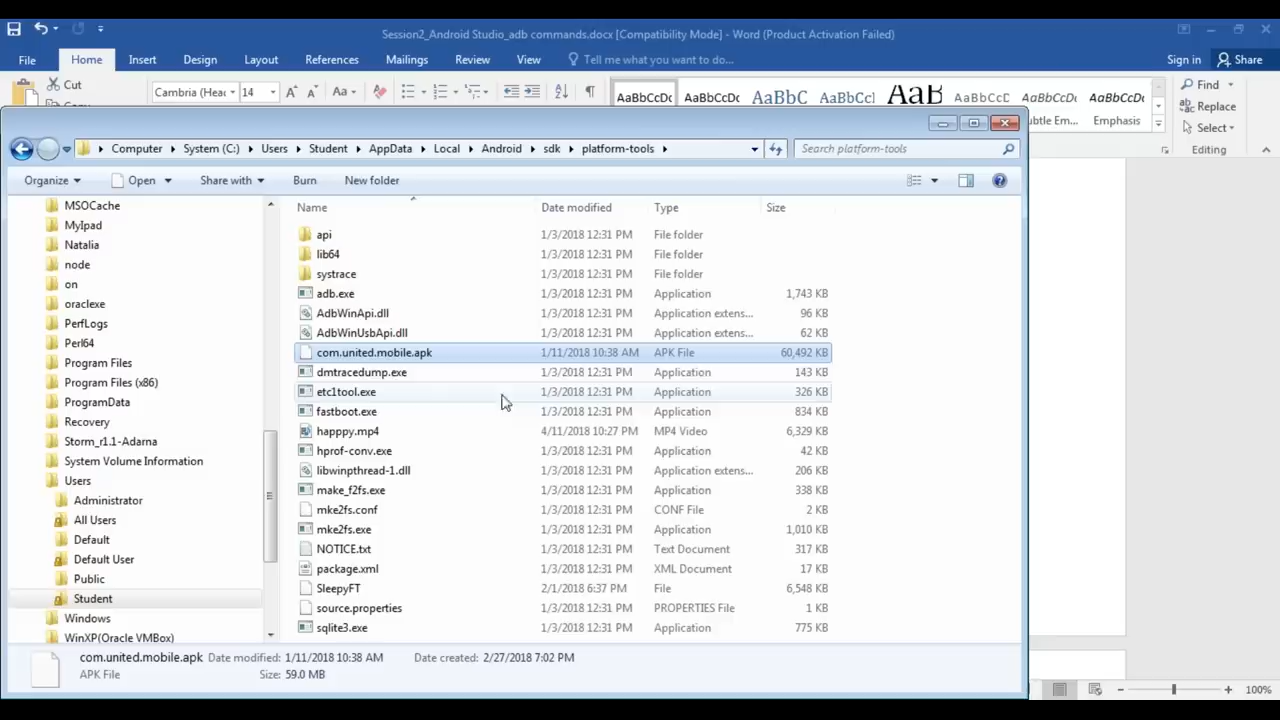 Session2_Android Studio_adb commands.docx [Compatibility Mode] - Word (Product Activation Failed)
File Home Insert Design Layout References Mailings Review View Tell me what you want to do... Sign in Share
Cut Cambria (Head 14 Aa AaBbCcDc AaBbCcDc AaBbC AaBbCc AaB AaBbCcD AaBbCcDc AaBbCcDc Find
Replace
Emphasis Select
Editing
Computer System (C:) Users Student AppData Local Android sdk platform-tools Search platform-tools
Organize Open Share with Burn New folder
MSOCache
MyIpad
Natalia
node
on
oraclexe
PerfLogs
Perl64
Program Files
Program Files (x86)
ProgramData
Recovery
Storm_r1.1-Adarna
System Volume Information
Users
Administrator
All Users
Default
Default User
Public
Student
Windows
WinXP(Oracle VMBox)
Name Date modified Type Size
api 1/3/2018 12:31 PM File folder
lib64 1/3/2018 12:31 PM File folder
systrace 1/3/2018 12:31 PM File folder
adb.exe 1/3/2018 12:31 PM Application 1,743 KB
AdbWinApi.dll 1/3/2018 12:31 PM Application extens... 96 KB
AdbWinUsbApi.dll 1/3/2018 12:31 PM Application extens... 62 KB
com.united.mobile.apk 1/11/2018 10:38 AM APK File 60,492 KB
dmtracedump.exe 1/3/2018 12:31 PM Application 143 KB
etc1tool.exe 1/3/2018 12:31 PM Application 326 KB
fastboot.exe 1/3/2018 12:31 PM Application 834 KB
happpy.mp4 4/11/2018 10:27 PM MP4 Video 6,329 KB
hprof-conv.exe 1/3/2018 12:31 PM Application 42 KB
libwinpthread-1.dll 1/3/2018 12:31 PM Application extens... 206 KB
make_f2fs.exe 1/3/2018 12:31 PM Application 338 KB
mke2fs.conf 1/3/2018 12:31 PM CONF File 2 KB
mke2fs.exe 1/3/2018 12:31 PM Application 1,010 KB
NOTICE.txt 1/3/2018 12:31 PM Text Document 317 KB
package.xml 1/3/2018 12:31 PM XML Document 17 KB
SleepyFT 2/1/2018 6:37 PM File 6,548 KB
source.properties 1/3/2018 12:31 PM PROPERTIES File 1 KB
sqlite3.exe 1/3/2018 12:31 PM Application 775 KB
com.united.mobile.apk Date modified: 1/11/2018 10:38 AM Date created: 2/27/2018 7:02 PM
APK File Size: 59.0 MB
100%